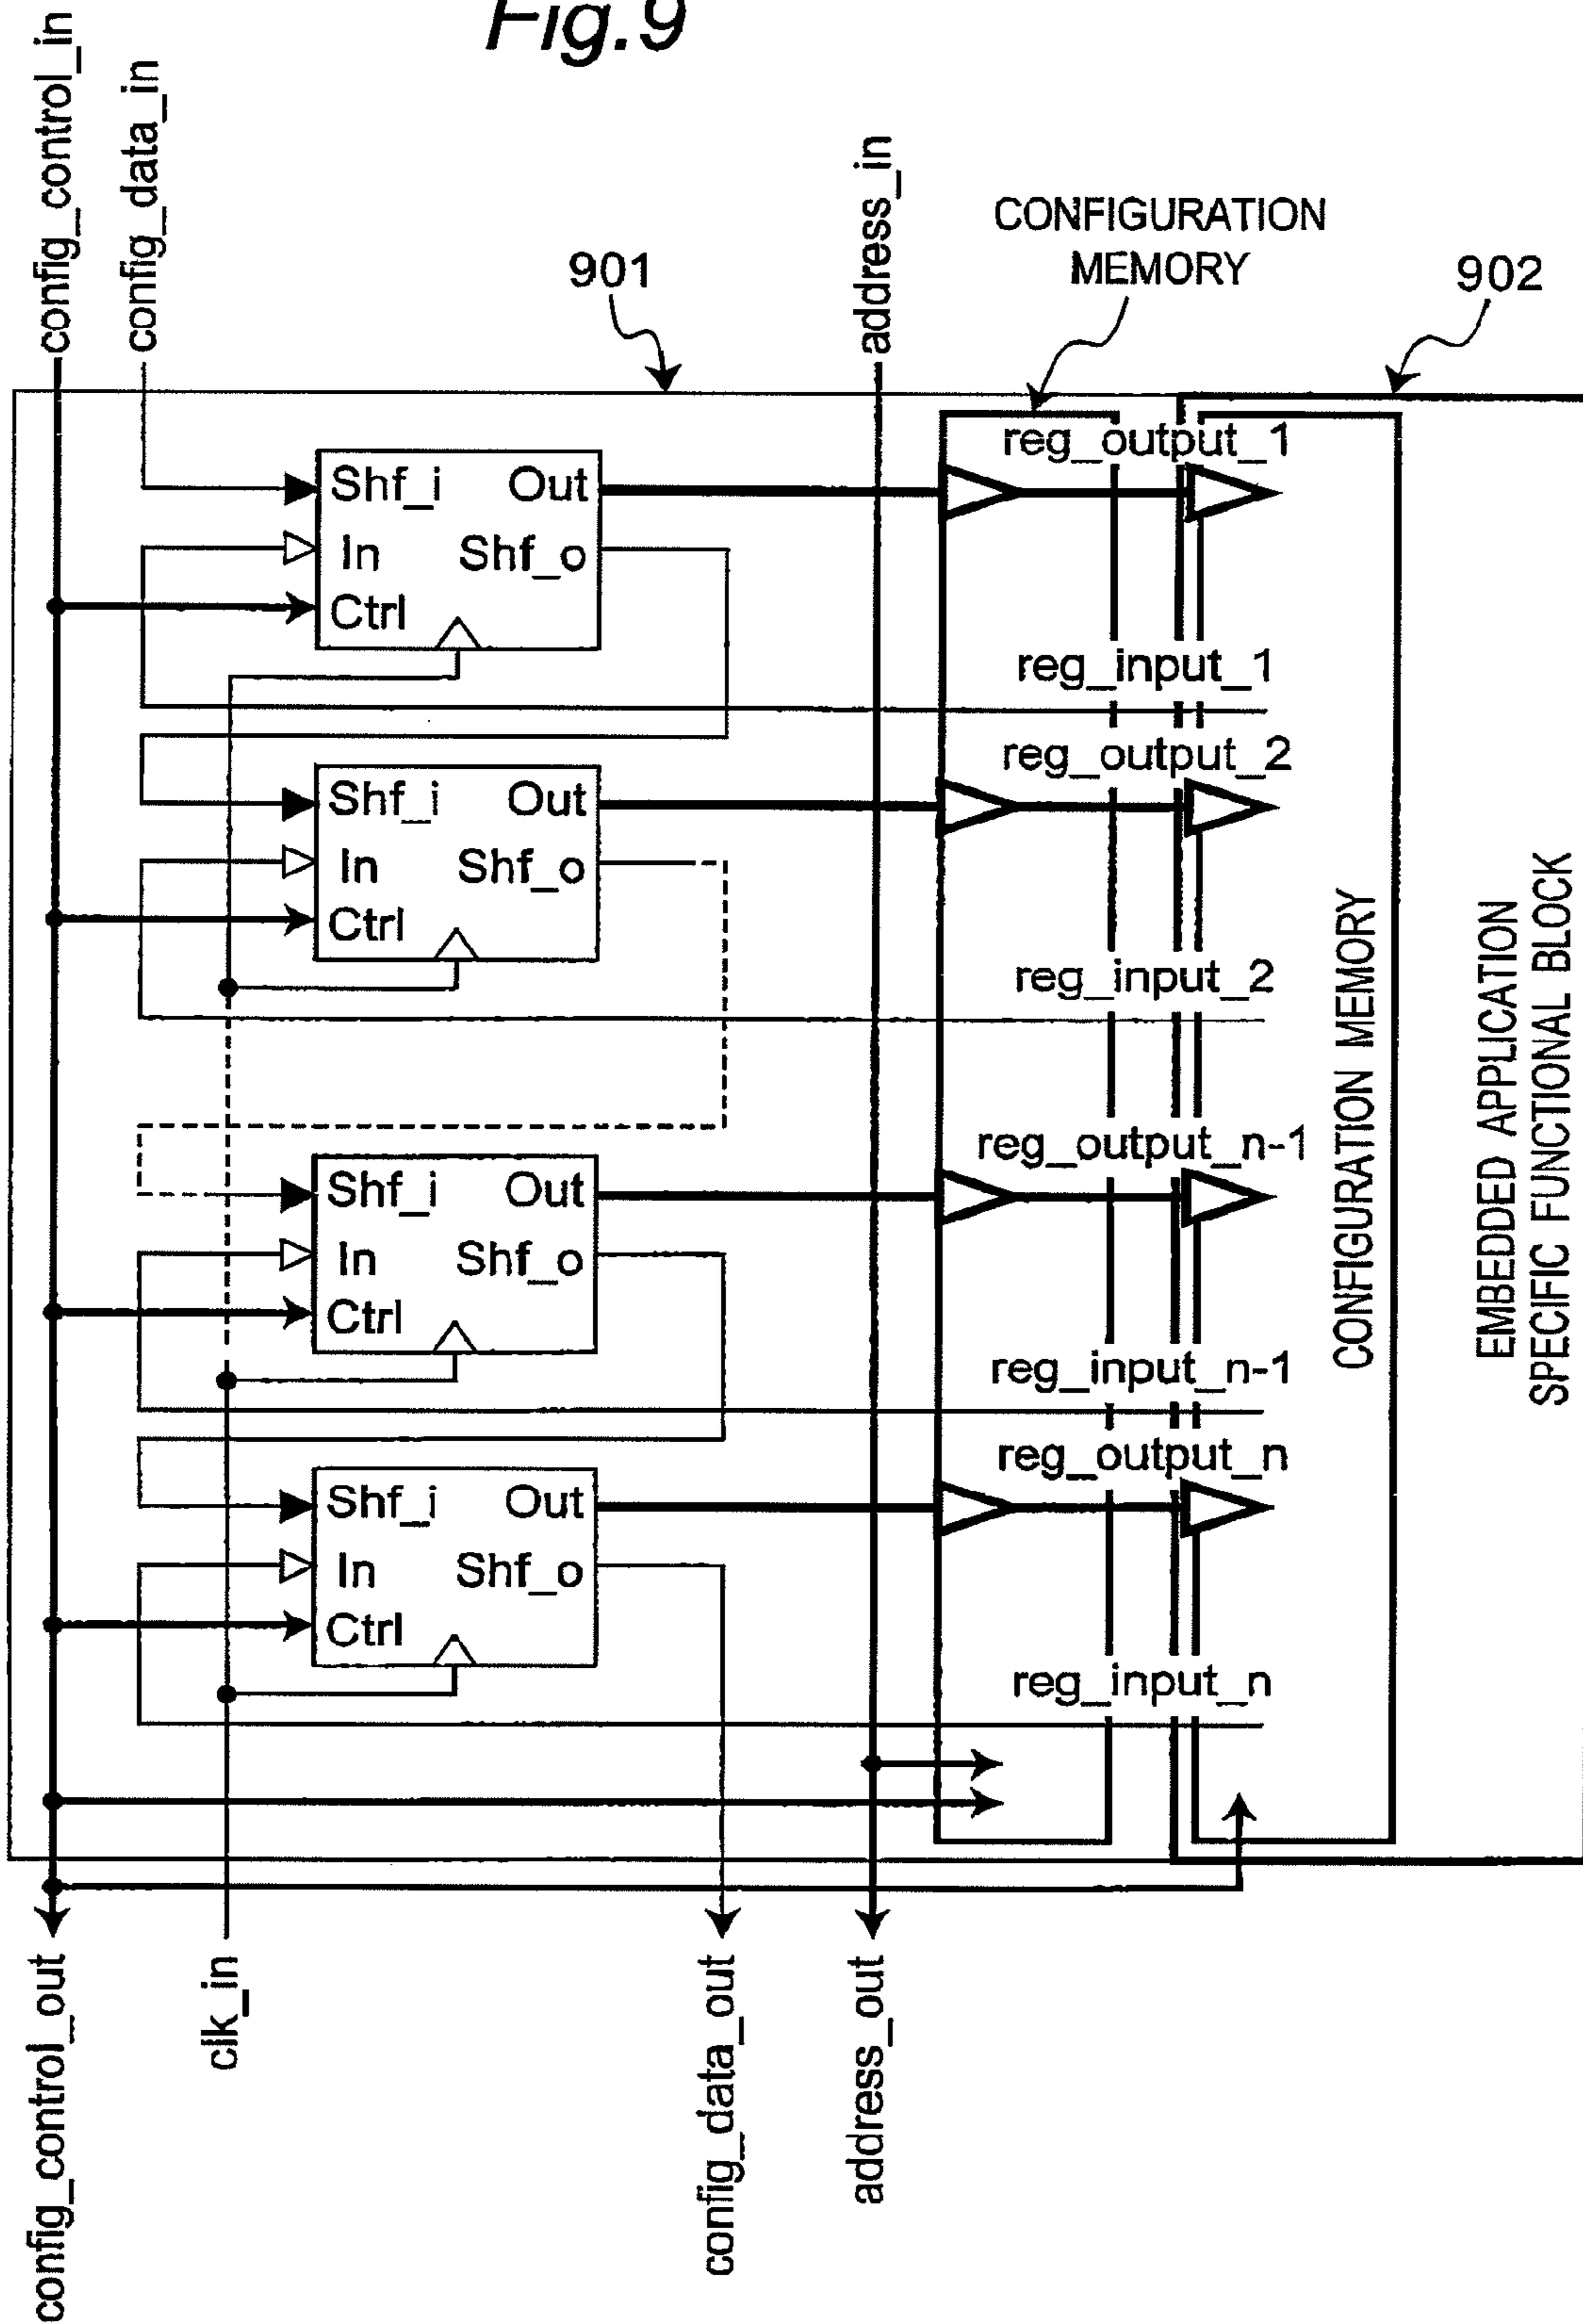 Fig.9
config_control_in
config_data_in
address_in
901
CONFIGURATION
MEMORY
902
reg_output_1
Shf_i Out
In Shf_o
Ctrl
reg_input_1
reg_output_2
Shf_i Out
In Shf_o
Ctrl
reg_input_2
reg_output_n-1
Shf_i Out
In Shf_o
Ctrl
reg_input_n-1
reg_output_n
Shf_i Out
In Shf_o
Ctrl
reg_input_n
CONFIGURATION MEMORY
EMBEDDED APPLICATION
SPECIFIC FUNCTIONAL BLOCK
config_control_out
clk_in
config_data_out
address_out